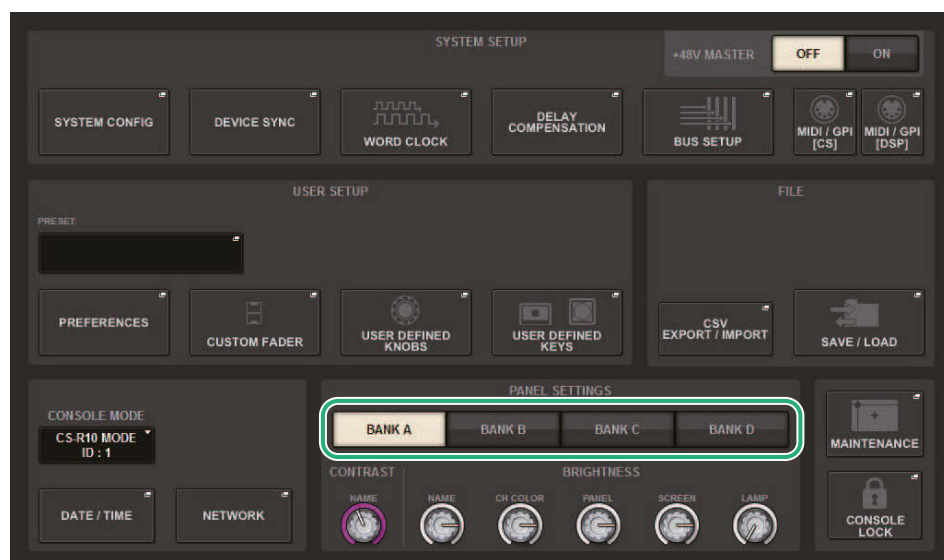 SYSTEM SETUP
+48V MASTER
OFF
ON
SYSTEM CONFIG
DEVICE SYNC
WORD CLOCK
DELAY
COMPENSATION
BUS SETUP
MIDI / GPI
[CS]
MIDI / GPI
[DSP]
USER SETUP
FILE
PRESET
PREFERENCES
CUSTOM FADER
USER DEFINED
KNOBS
USER DEFINED
KEYS
CSV
EXPORT / IMPORT
SAVE / LOAD
CONSOLE MODE
CS-R10 MODE
ID : 1
DATE / TIME
NETWORK
PANEL SETTINGS
BANK A
BANK B
BANK C
BANK D
CONTRAST
BRIGHTNESS
NAME
NAME
CH COLOR
PANEL
SCREEN
LAMP
MAINTENANCE
CONSOLE
LOCK